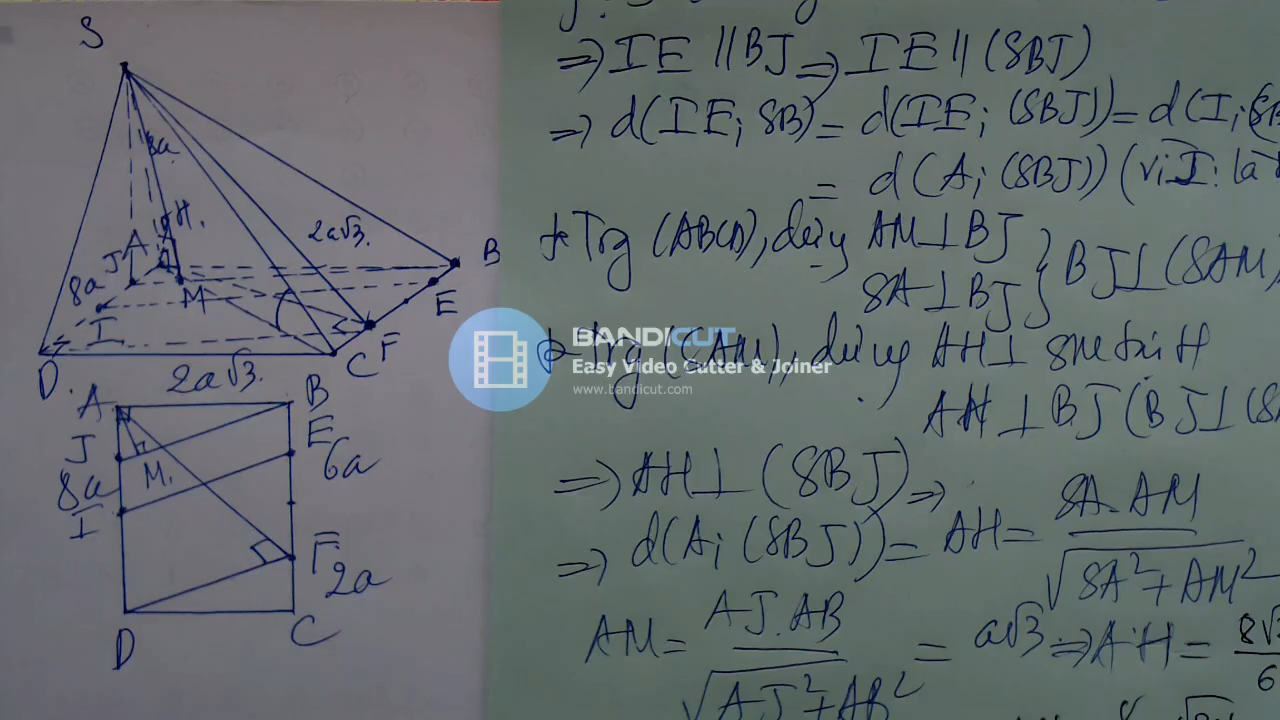 S
8a
A
H.
2a√3.
B
J
8a
M
E
I
F
D.
C
2a√3.
A
B
J
E
6a
M.
8a
I
F.
2a
D
C
⇒ IE // BJ ⇒ IE // (SBJ)
⇒ d(IE; SB) = d(IE; (SBJ)) = d(I; (SB
= d(A; (SBJ)) (vì I: là
* Trg (ABCD), dựng AM ⊥ BJ } BJ ⊥ (SAM)
SA ⊥ BJ
* Trg (SAM), dựng AH ⊥ SM tại H
AH ⊥ BJ (BJ ⊥ (S
⇒ AH ⊥ (SBJ) ⇒
⇒ d(A; (SBJ)) = AH = SA.AM / √SA²+AM²
AM = AJ.AB / √AJ²+AB² = a√3 ⇒ AH = 8√ / 6
BANDICUT
Easy Video Cutter & Joiner
www.bandicut.com